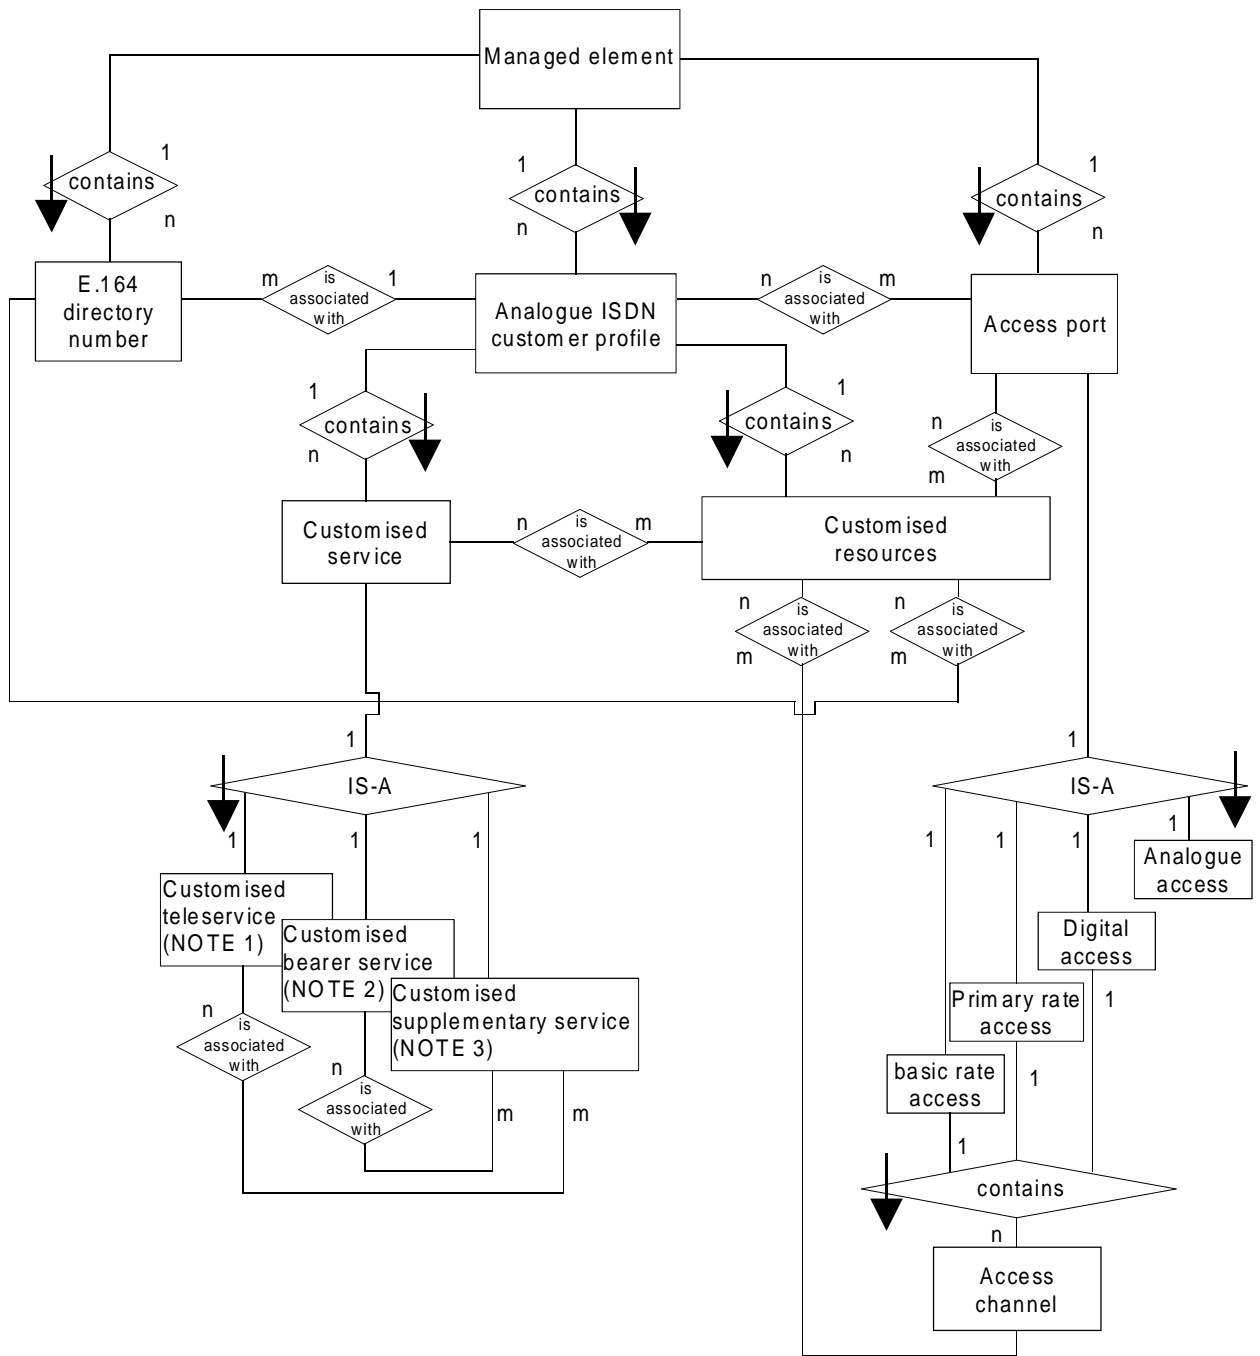 Managed element
1
contains
n
1
contains
n
1
contains
n
E.164
directory
number
m
is
associated
with
1
Analogue ISDN
customer profile
n
is
associated
with
m
Access port
1
contains
n
1
contains
n
n
is
associated
with
m
Customised
service
n
is
associated
with
m
Customised
resources
n
is
associated
with
m
n
is
associated
with
m
1
IS-A
1
1
1
1
IS-A
1
1
1
1
Analogue
access
Customised
teleservice
(NOTE 1)
Customised
bearer service
(NOTE 2)
Customised
supplementary service
(NOTE 3)
Digital
access
1
Primary rate
access
1
basic rate
access
1
n
is
associated
with
m
n
is
associated
with
m
contains
n
Access
channel